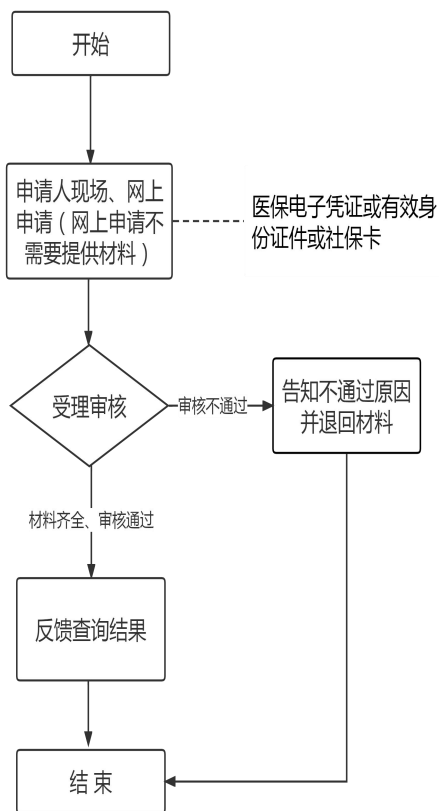 开始
申请人现场、网上
申请（网上申请不
需要提供材料）
医保电子凭证或有效身
份证件或社保卡
受理审核
审核不通过
告知不通过原因
并退回材料
材料齐全、审核通过
反馈查询结果
结 束